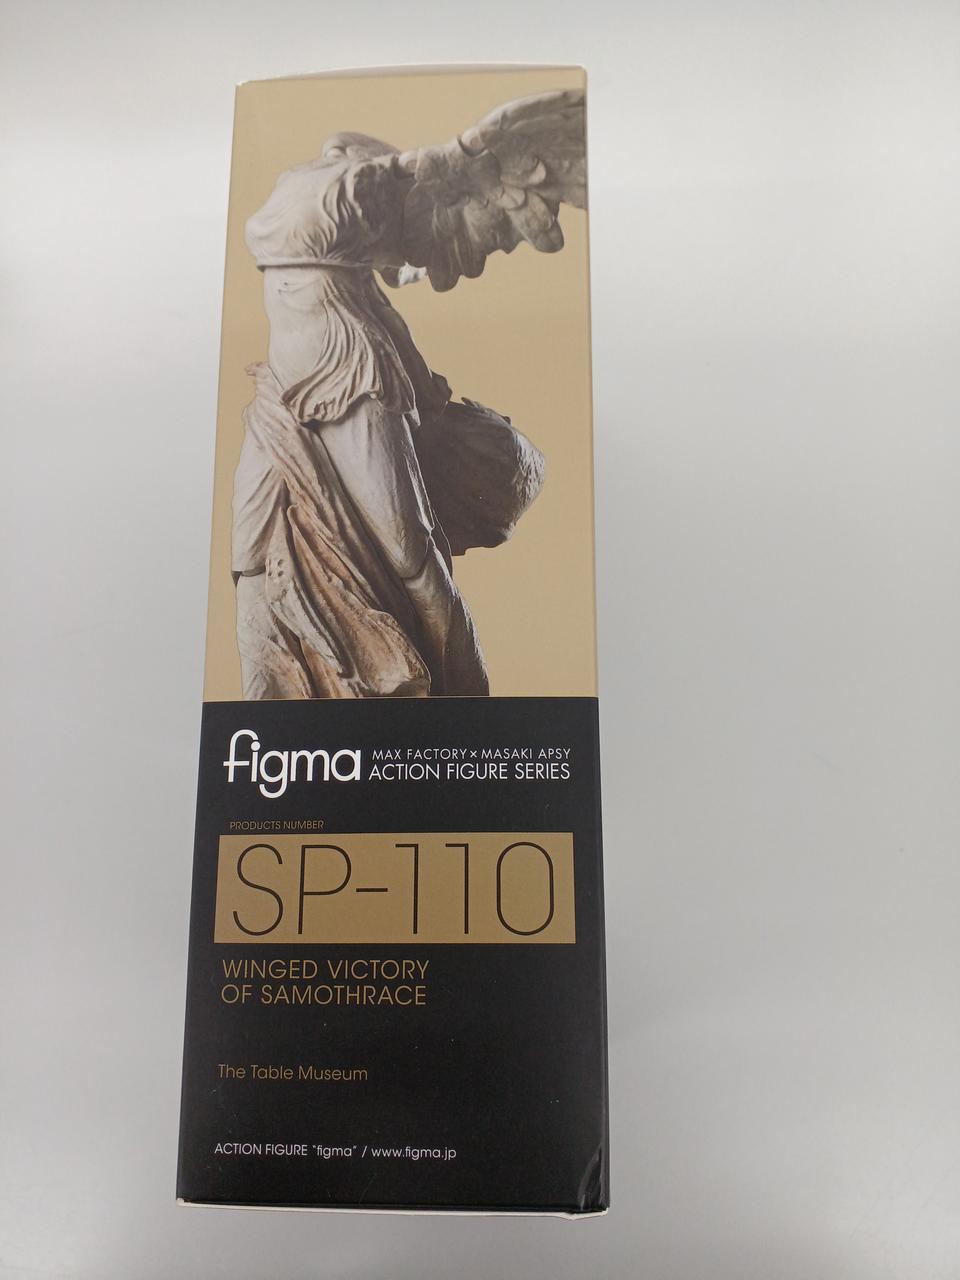 figma
MAX FACTORY × MASAKI APSY
ACTION FIGURE SERIES
PRODUCTS NUMBER
SP-110
WINGED VICTORY
OF SAMOTHRACE
The Table Museum
ACTION FIGURE "figma" / www.figma.jp